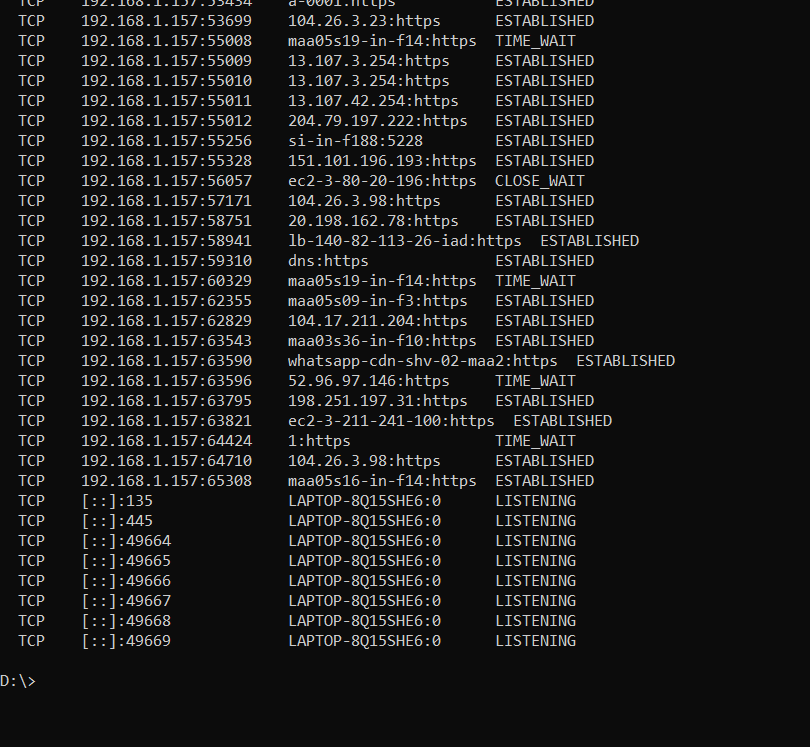 TCP    192.168.1.157:53434    a-0001:https           ESTABLISHED
TCP    192.168.1.157:53699    104.26.3.23:https      ESTABLISHED
TCP    192.168.1.157:55008    maa05s19-in-f14:https  TIME_WAIT
TCP    192.168.1.157:55009    13.107.3.254:https     ESTABLISHED
TCP    192.168.1.157:55010    13.107.3.254:https     ESTABLISHED
TCP    192.168.1.157:55011    13.107.42.254:https    ESTABLISHED
TCP    192.168.1.157:55012    204.79.197.222:https   ESTABLISHED
TCP    192.168.1.157:55256    si-in-f188:5228        ESTABLISHED
TCP    192.168.1.157:55328    151.101.196.193:https  ESTABLISHED
TCP    192.168.1.157:56057    ec2-3-80-20-196:https  CLOSE_WAIT
TCP    192.168.1.157:57171    104.26.3.98:https      ESTABLISHED
TCP    192.168.1.157:58751    20.198.162.78:https    ESTABLISHED
TCP    192.168.1.157:58941    lb-140-82-113-26-iad:https  ESTABLISHED
TCP    192.168.1.157:59310    dns:https              ESTABLISHED
TCP    192.168.1.157:60329    maa05s19-in-f14:https  TIME_WAIT
TCP    192.168.1.157:62355    maa05s09-in-f3:https   ESTABLISHED
TCP    192.168.1.157:62829    104.17.211.204:https   ESTABLISHED
TCP    192.168.1.157:63543    maa03s36-in-f10:https  ESTABLISHED
TCP    192.168.1.157:63590    whatsapp-cdn-shv-02-maa2:https  ESTABLISHED
TCP    192.168.1.157:63596    52.96.97.146:https     TIME_WAIT
TCP    192.168.1.157:63795    198.251.197.31:https   ESTABLISHED
TCP    192.168.1.157:63821    ec2-3-211-241-100:https  ESTABLISHED
TCP    192.168.1.157:64424    1:https                TIME_WAIT
TCP    192.168.1.157:64710    104.26.3.98:https      ESTABLISHED
TCP    192.168.1.157:65308    maa05s16-in-f14:https  ESTABLISHED
TCP    [::]:135               LAPTOP-8Q15SHE6:0      LISTENING
TCP    [::]:445               LAPTOP-8Q15SHE6:0      LISTENING
TCP    [::]:49664             LAPTOP-8Q15SHE6:0      LISTENING
TCP    [::]:49665             LAPTOP-8Q15SHE6:0      LISTENING
TCP    [::]:49666             LAPTOP-8Q15SHE6:0      LISTENING
TCP    [::]:49667             LAPTOP-8Q15SHE6:0      LISTENING
TCP    [::]:49668             LAPTOP-8Q15SHE6:0      LISTENING
TCP    [::]:49669             LAPTOP-8Q15SHE6:0      LISTENING
D:\>